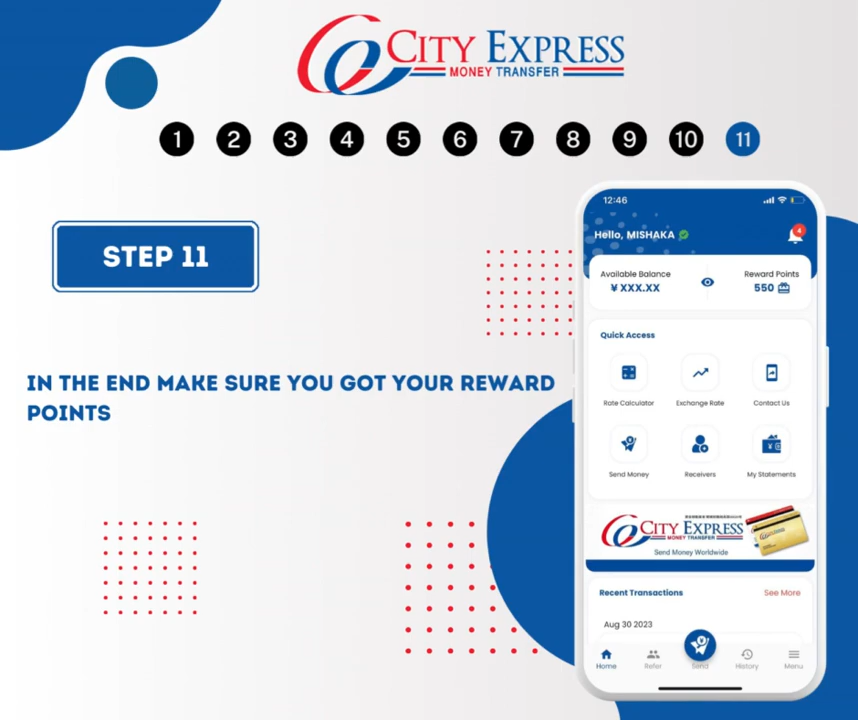 CITY EXPRESS
MONEY TRANSFER
1 2 3 4 5 6 7 8 9 10 11
STEP 11
IN THE END MAKE SURE YOU GOT YOUR REWARD
POINTS
12:46
Hello, MISHAKA
4
Available Balance
¥ XXX.XX
Reward Points
550
Quick Access
Rate Calculator
Exchange Rate
Contact Us
Send Money
Receivers
My Statements
CITY EXPRESS
MONEY TRANSFER
Send Money Worldwide
Recent Transactions
See More
Aug 30 2023
Home
Refer
Send
History
Menu